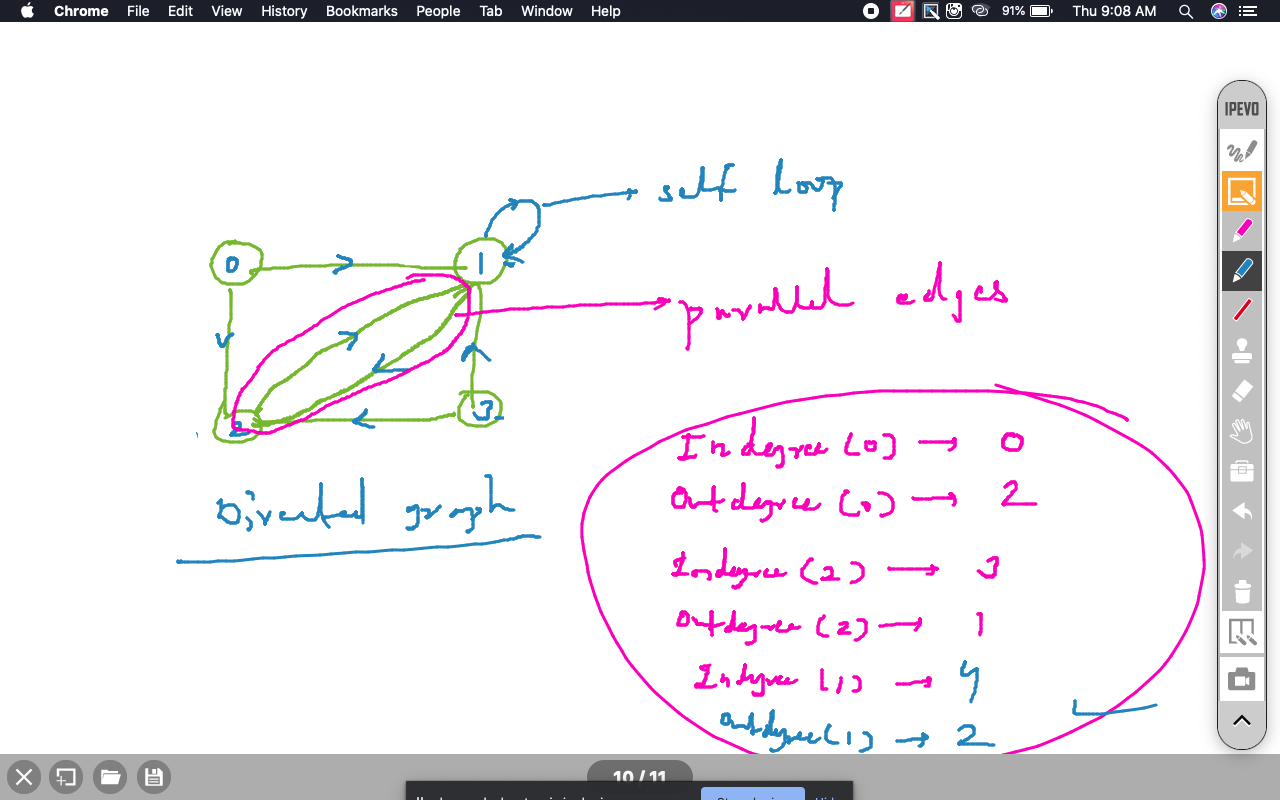 Chrome File Edit View History Bookmarks People Tab Window Help 91% Thu 9:08 AM
IPEVO
self loop
0 1
parallel edges
2 3
Indegree (0) → 0
Outdegree (0) → 2
Directed graph
Indegree (2) → 3
Outdegree (2) → 1
Indegree (1) → 4
Outdegree (1) → 2
10 / 11